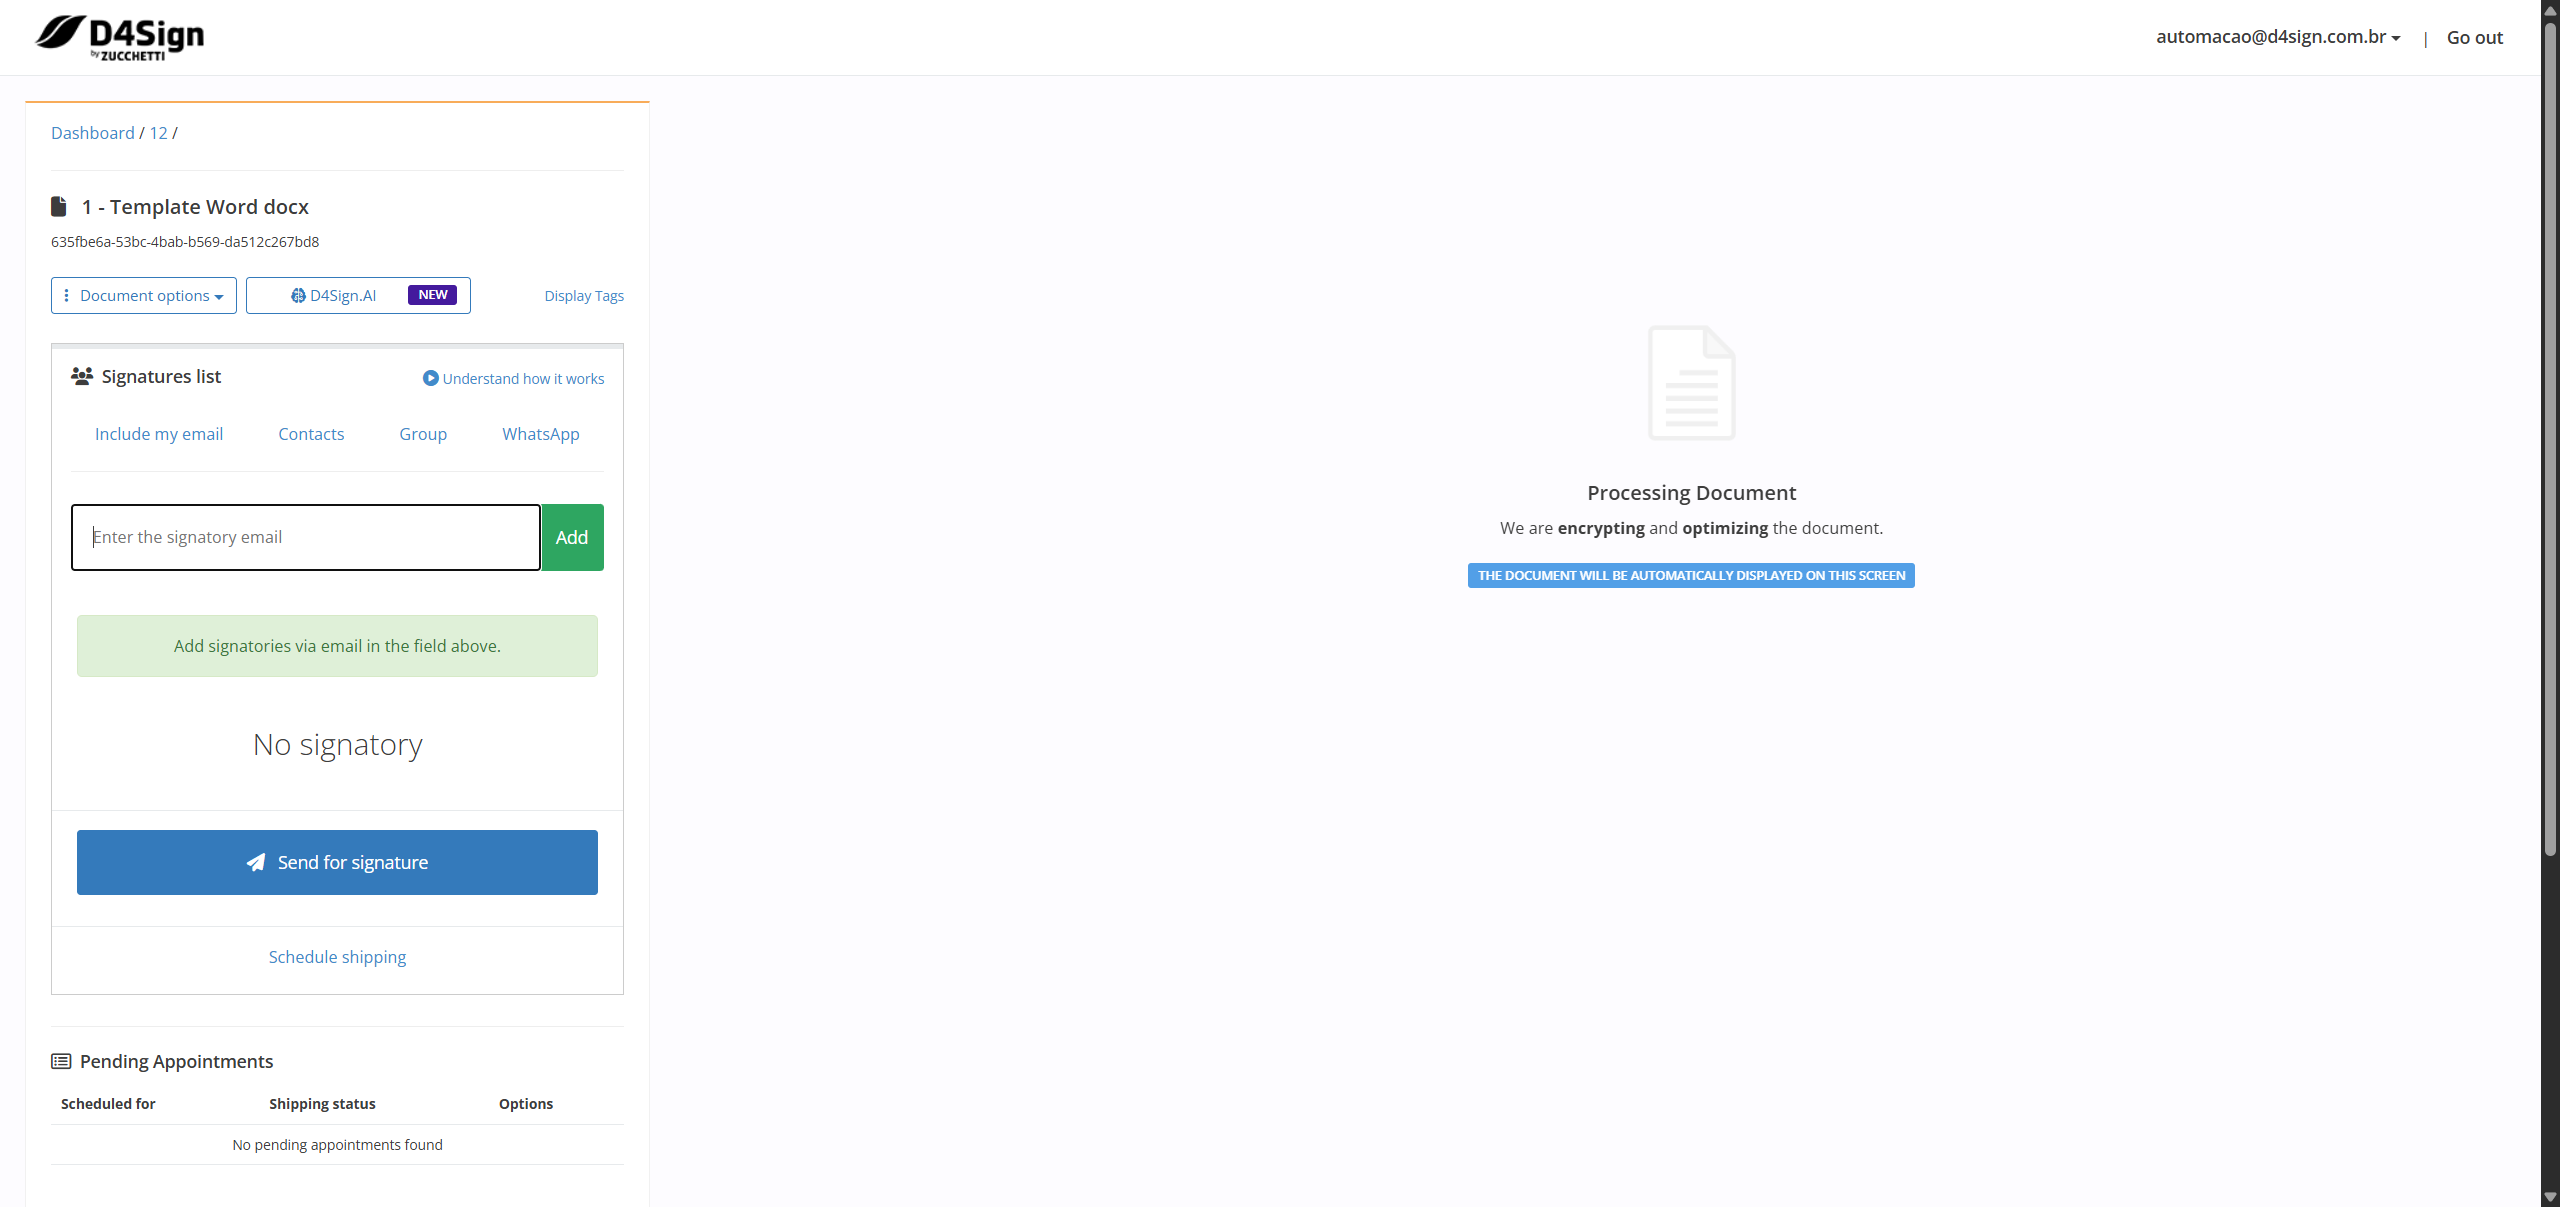 D4Sign
by ZUCCHETTI
automacao@d4sign.com.br
|
Go out
Dashboard / 12 /
1 - Template Word docx
635fbe6a-53bc-4bab-b569-da512c267bd8
Document options
D4Sign.AI NEW
Display Tags
Signatures list
Understand how it works
Include my email
Contacts
Group
WhatsApp
Enter the signatory email
Add
Add signatories via email in the field above.
No signatory
Send for signature
Schedule shipping
Pending Appointments
Scheduled for Shipping status Options
No pending appointments found
Processing Document
We are encrypting and optimizing the document.
THE DOCUMENT WILL BE AUTOMATICALLY DISPLAYED ON THIS SCREEN